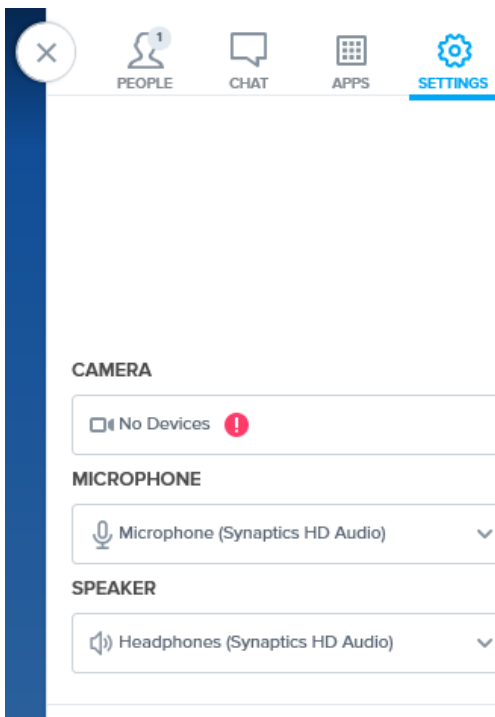 1
PEOPLE CHAT APPS SETTINGS
CAMERA
No Devices !
MICROPHONE
Microphone (Synaptics HD Audio)
SPEAKER
Headphones (Synaptics HD Audio)